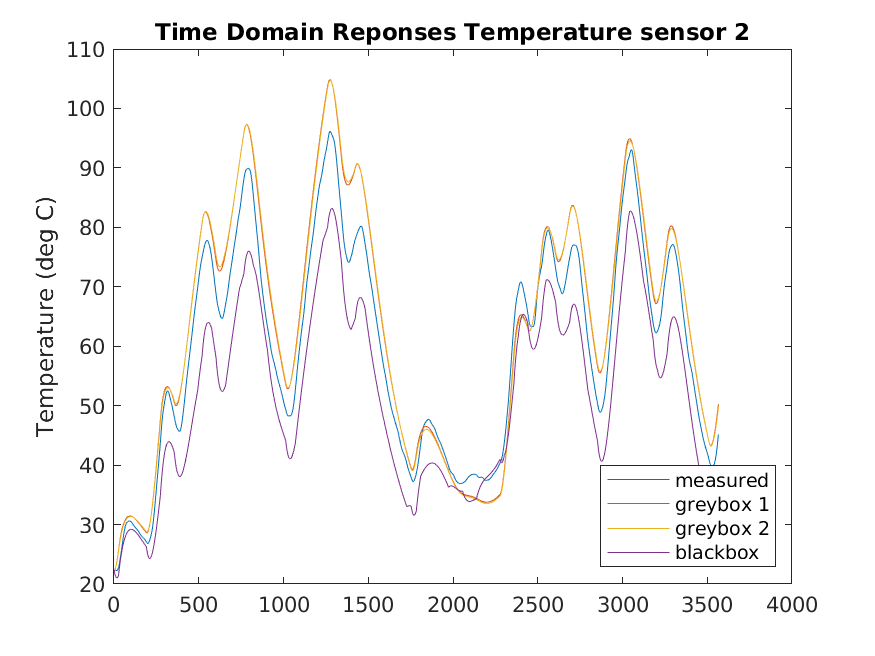 Time Domain Reponses Temperature sensor 2
Temperature (deg C)
110
100
90
80
70
60
50
40
30
20
0 500 1000 1500 2000 2500 3000 3500 4000
measured
greybox 1
greybox 2
blackbox